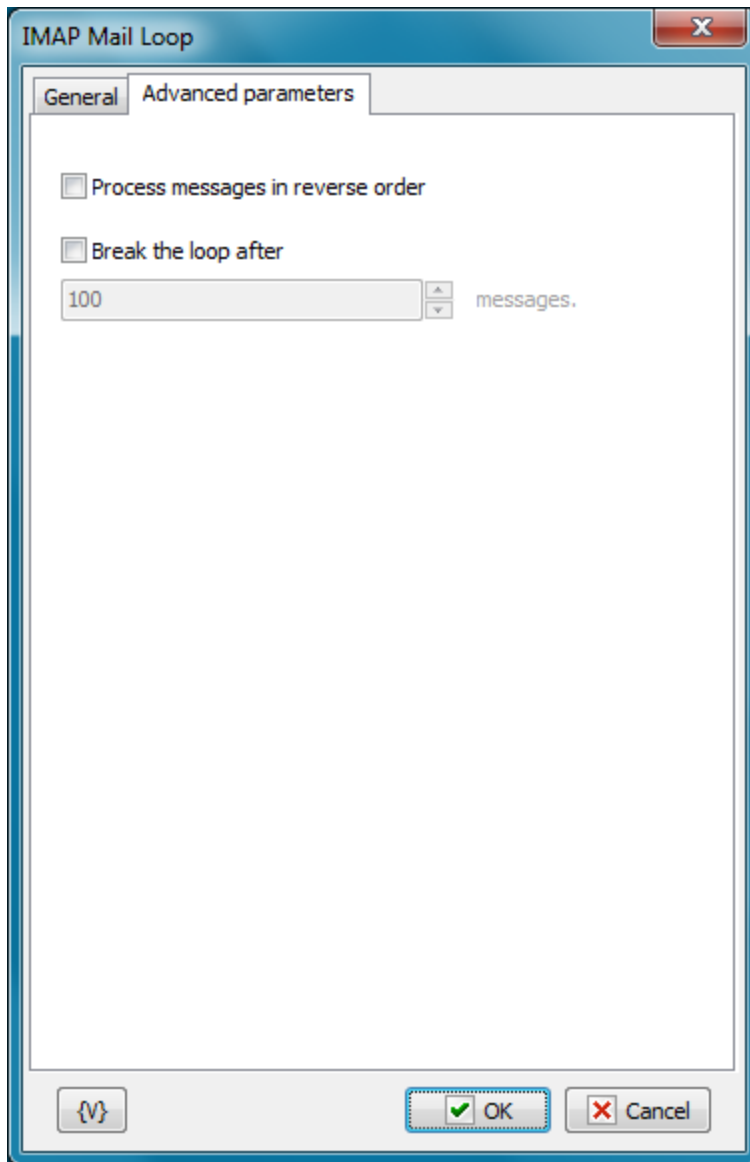 IMAP Mail Loop
General Advanced parameters
Process messages in reverse order
Break the loop after
100 messages.
{V} OK Cancel